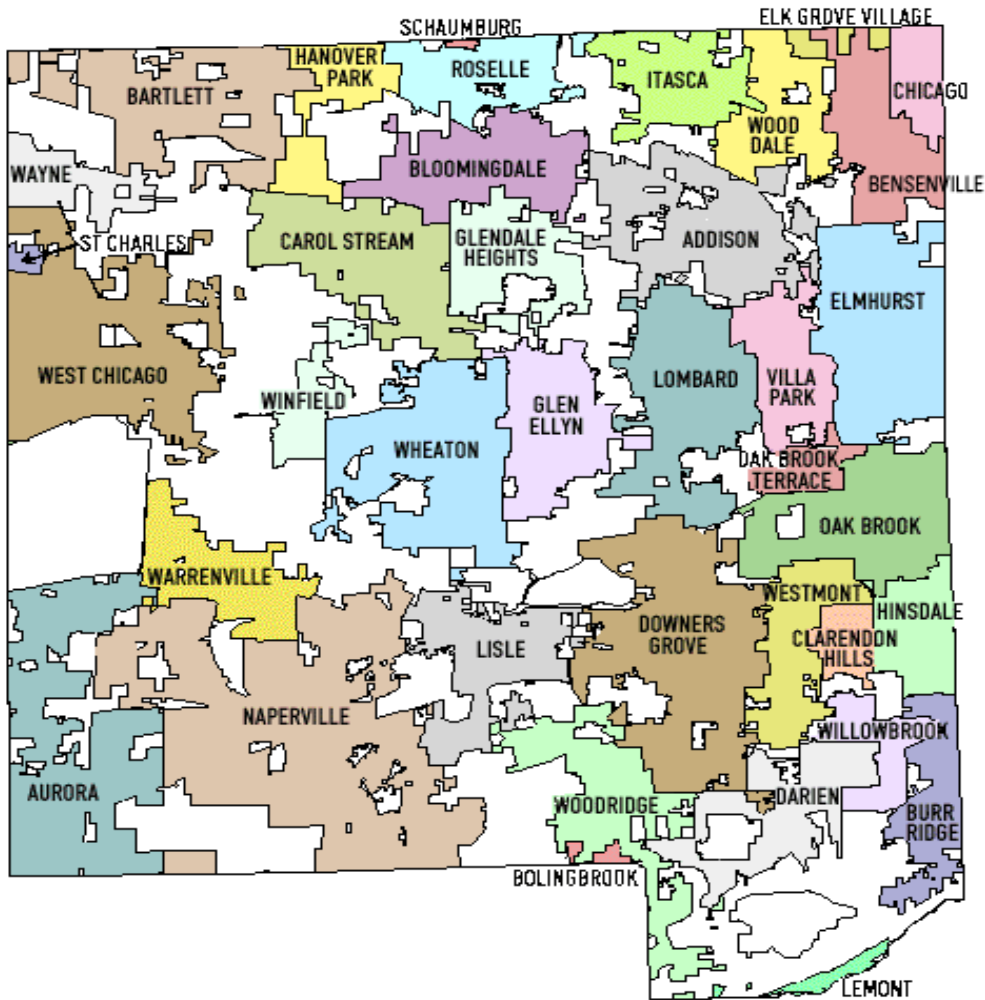 SCHAUMBURG
ELK GROVE VILLAGE
HANOVER
PARK
ROSELLE
ITASCA
CHICAGO
BARTLETT
WOOD
DALE
WAYNE
BLOOMINGDALE
BENSENVILLE
ST CHARLES
CAROL STREAM
GLENDALE
HEIGHTS
ADDISON
ELMHURST
WEST CHICAGO
WINFIELD
GLEN
ELLYN
LOMBARD
VILLA
PARK
WHEATON
OAK BROOK
TERRACE
OAK BROOK
WARRENVILLE
WESTMONT
HINSDALE
DOWNERS
GROVE
CLARENDON
HILLS
LISLE
NAPERVILLE
WILLOWBROOK
AURORA
WOODRIDGE
DARIEN
BURR
RIDGE
BOLINGBROOK
LEMONT